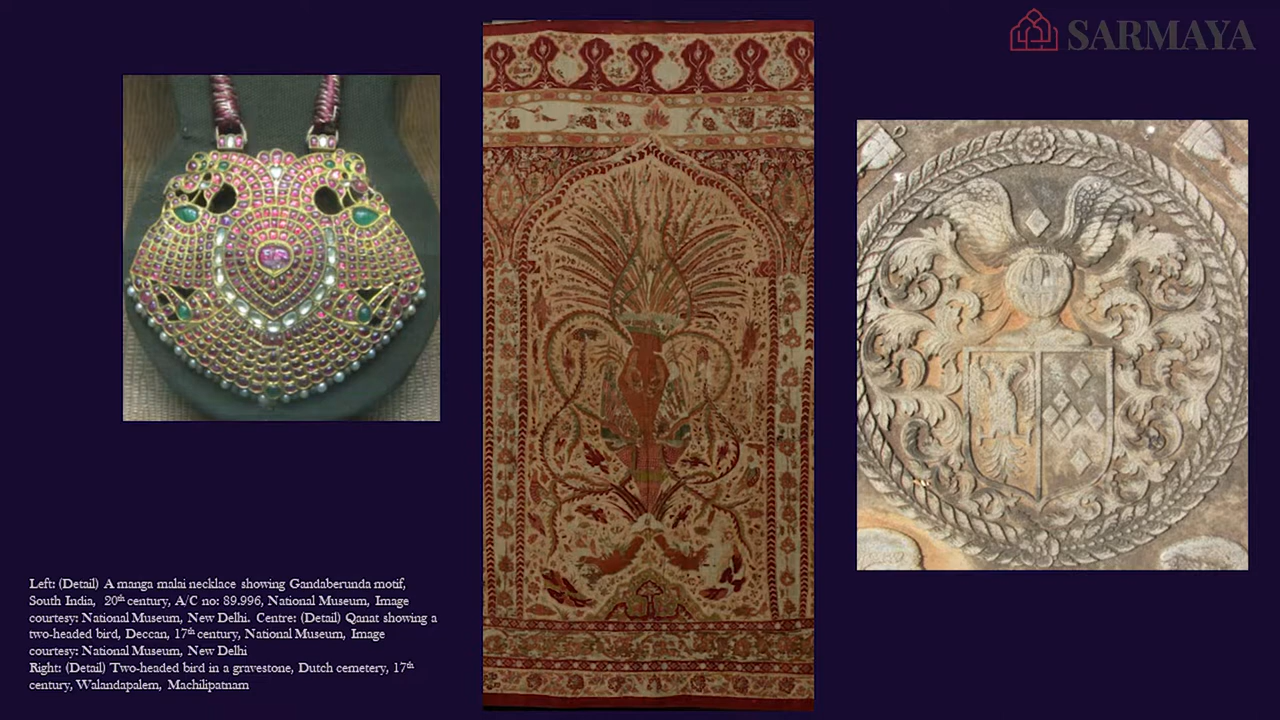 SARMAYA
Left: (Detail) A manga malai necklace showing Gandaberunda motif,
South India, 20th century, A/C no: 89.996, National Museum, Image
courtesy: National Museum, New Delhi. Centre: (Detail) Qanat showing a
two-headed bird, Deccan, 17th century, National Museum, Image
courtesy: National Museum, New Delhi
Right: (Detail) Two-headed bird in a gravestone, Dutch cemetery, 17th
century, Walandapalem, Machilipatnam